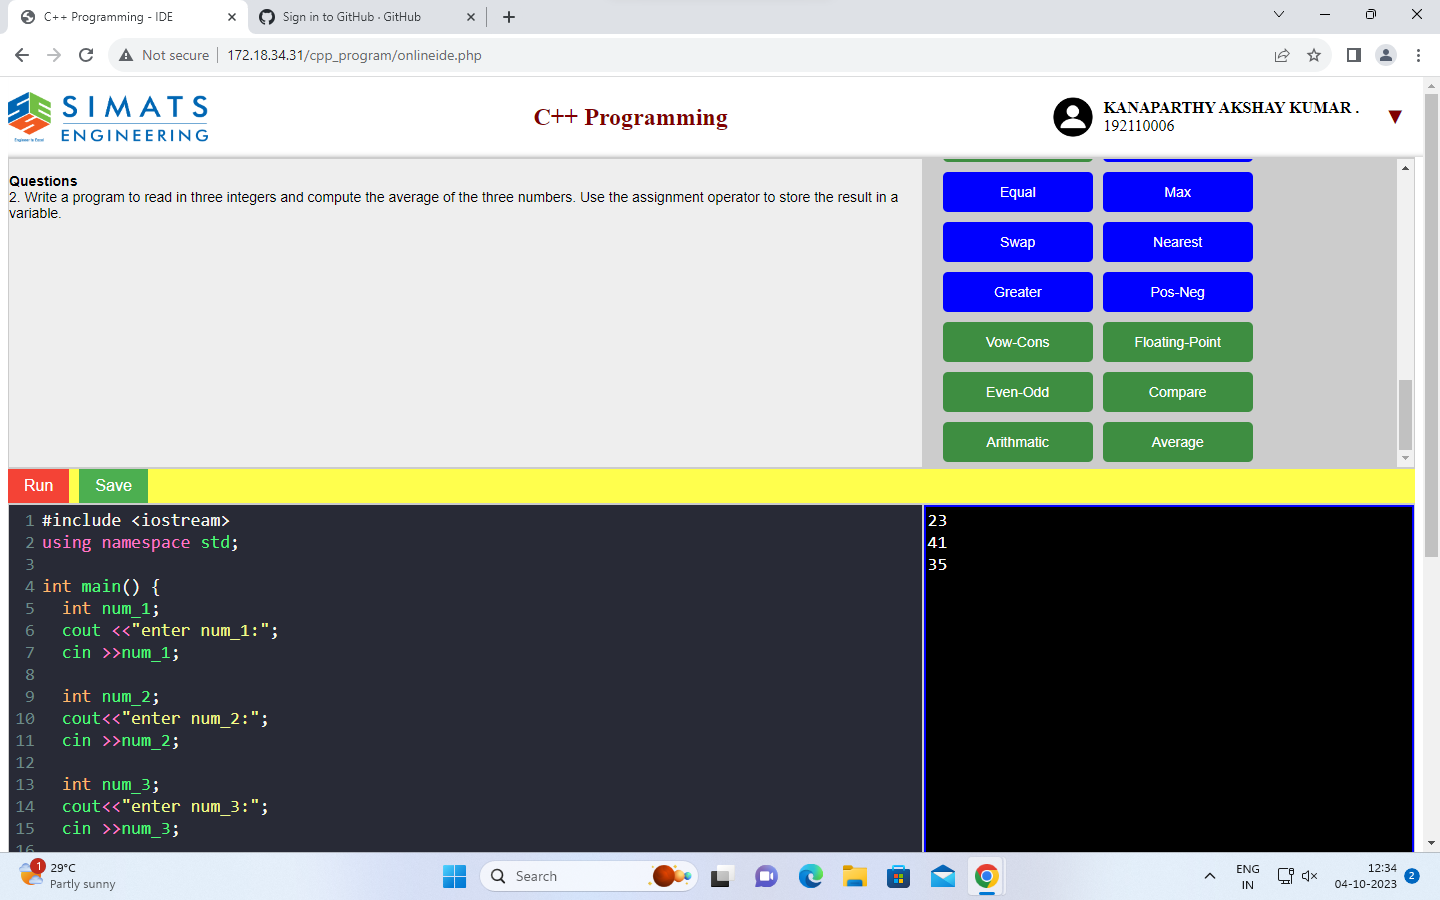 C++ Programming - IDE
Sign in to GitHub · GitHub
Not secure
172.18.34.31/cpp_program/onlineide.php
SIMATS
ENGINEERING
Engineer to Excel
C++ Programming
KANAPARTHY AKSHAY KUMAR .
192110006
Questions
2. Write a program to read in three integers and compute the average of the three numbers. Use the assignment operator to store the result in a
variable.
Equal
Max
Swap
Nearest
Greater
Pos-Neg
Vow-Cons
Floating-Point
Even-Odd
Compare
Arithmatic
Average
Run
Save
1 #include <iostream>
2 using namespace std;
3
4 int main() {
5 int num_1;
6 cout <<"enter num_1:";
7 cin >>num_1;
8
9 int num_2;
10 cout<<"enter num_2:";
11 cin >>num_2;
12
13 int num_3;
14 cout<<"enter num_3:";
15 cin >>num_3;
16
23
41
35
1
29°C
Partly sunny
Search
ENG
IN
12:34
04-10-2023
2